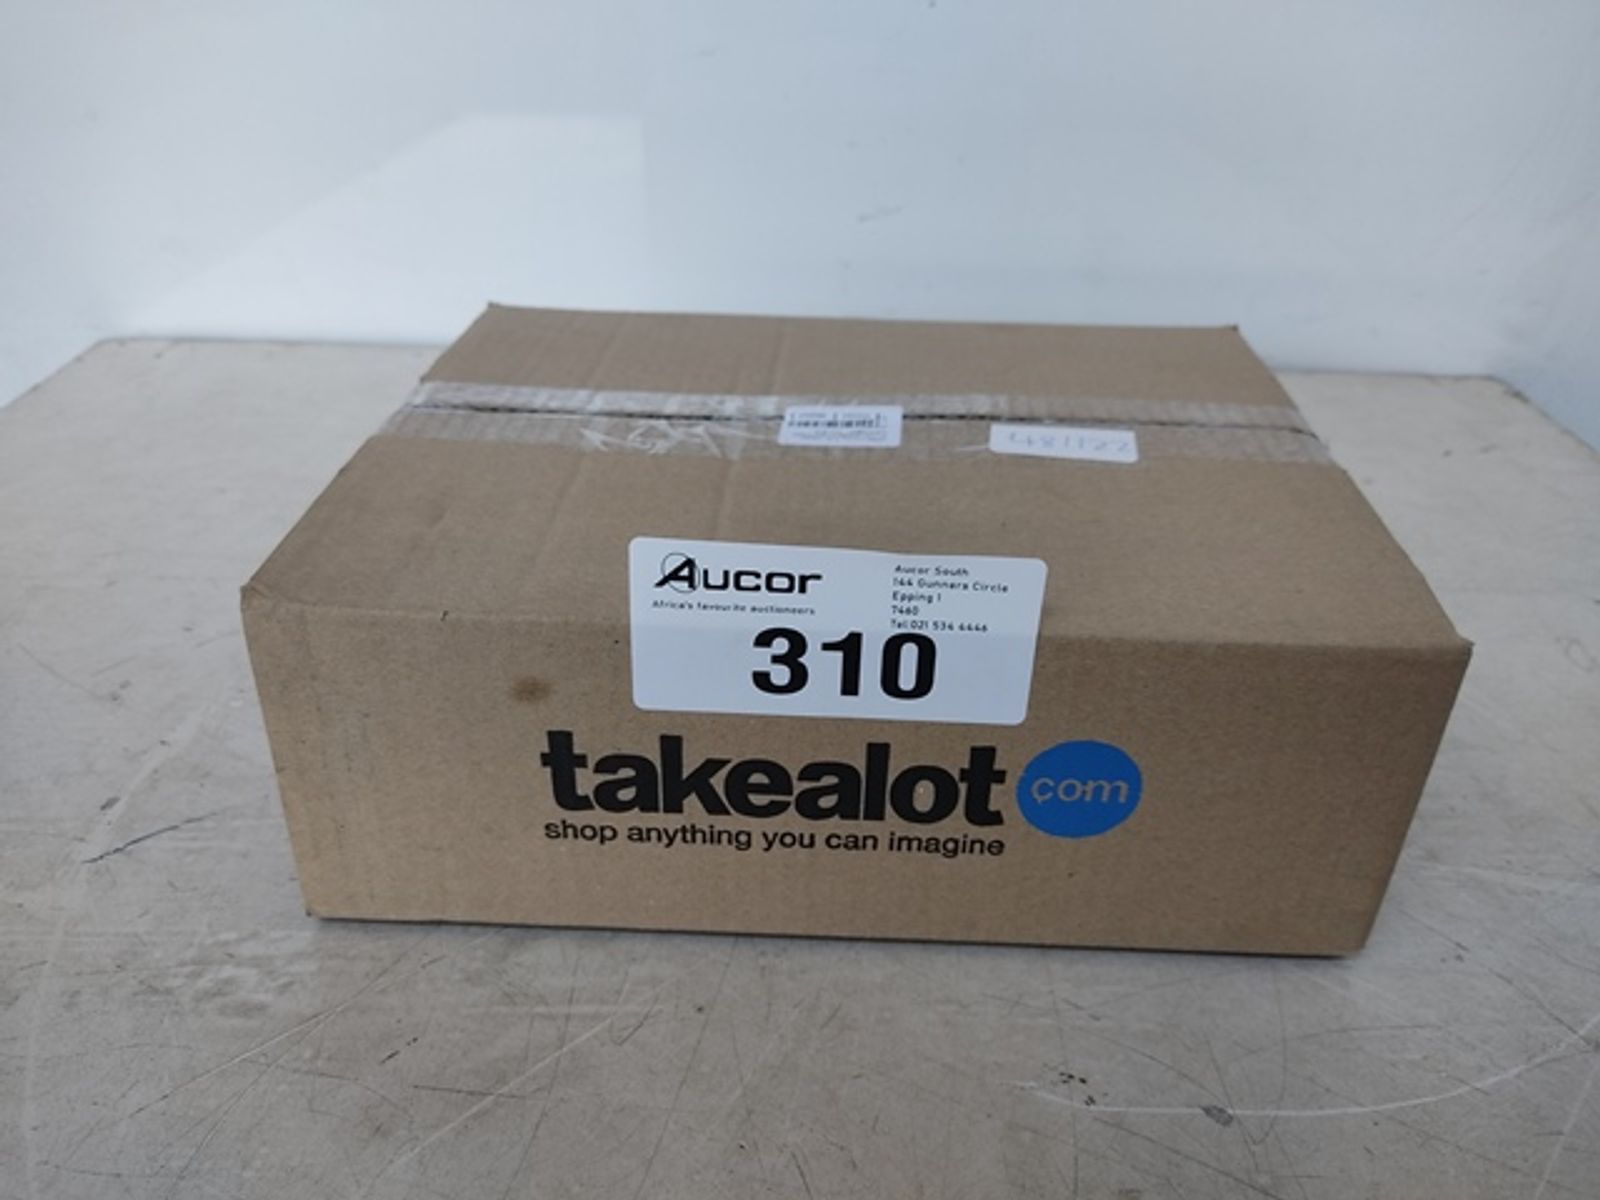 Aucor
Africa's favourite auctioneers
Aucor South
144 Gunners Circle
Epping 1
7460
Tel 021 534 4446
310
takealot com
shop anything you can imagine